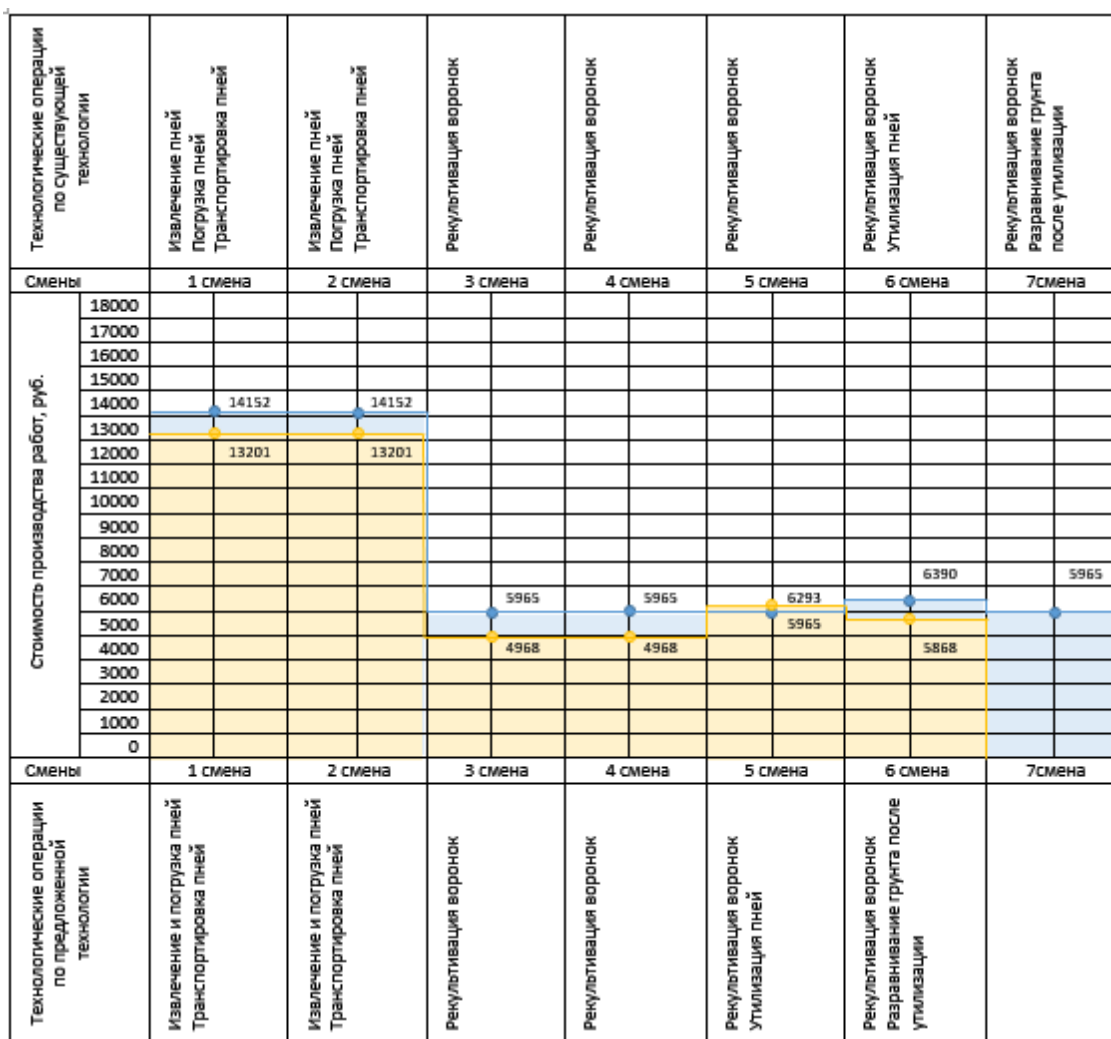 Технологические операции
по существующей
технологии
Извлечение пней
Погрузка пней
Транспортировка пней
Извлечение пней
Погрузка пней
Транспортировка пней
Рекультивация воронок
Рекультивация воронок
Рекультивация воронок
Рекультивация воронок
Утилизация пней
Рекультивация воронок
Разравнивание грунта
после утилизации
Смены
1 смена
2 смена
3 смена
4 смена
5 смена
6 смена
7смена
Стоимость производства работ, руб.
18000
17000
16000
15000
14000
13000
12000
11000
10000
9000
8000
7000
6000
5000
4000
3000
2000
1000
0
14152
13201
14152
13201
5965
4968
5965
4968
6293
5965
6390
5868
5965
Смены
1 смена
2 смена
3 смена
4 смена
5 смена
6 смена
7смена
Технологические операции
по предложенной
технологии
Извлечение и погрузка пней
Транспортировка пней
Извлечение и погрузка пней
Транспортировка пней
Рекультивация воронок
Рекультивация воронок
Рекультивация воронок
Утилизация пней
Рекультивация воронок
Разравнивание грунта после
утилизации